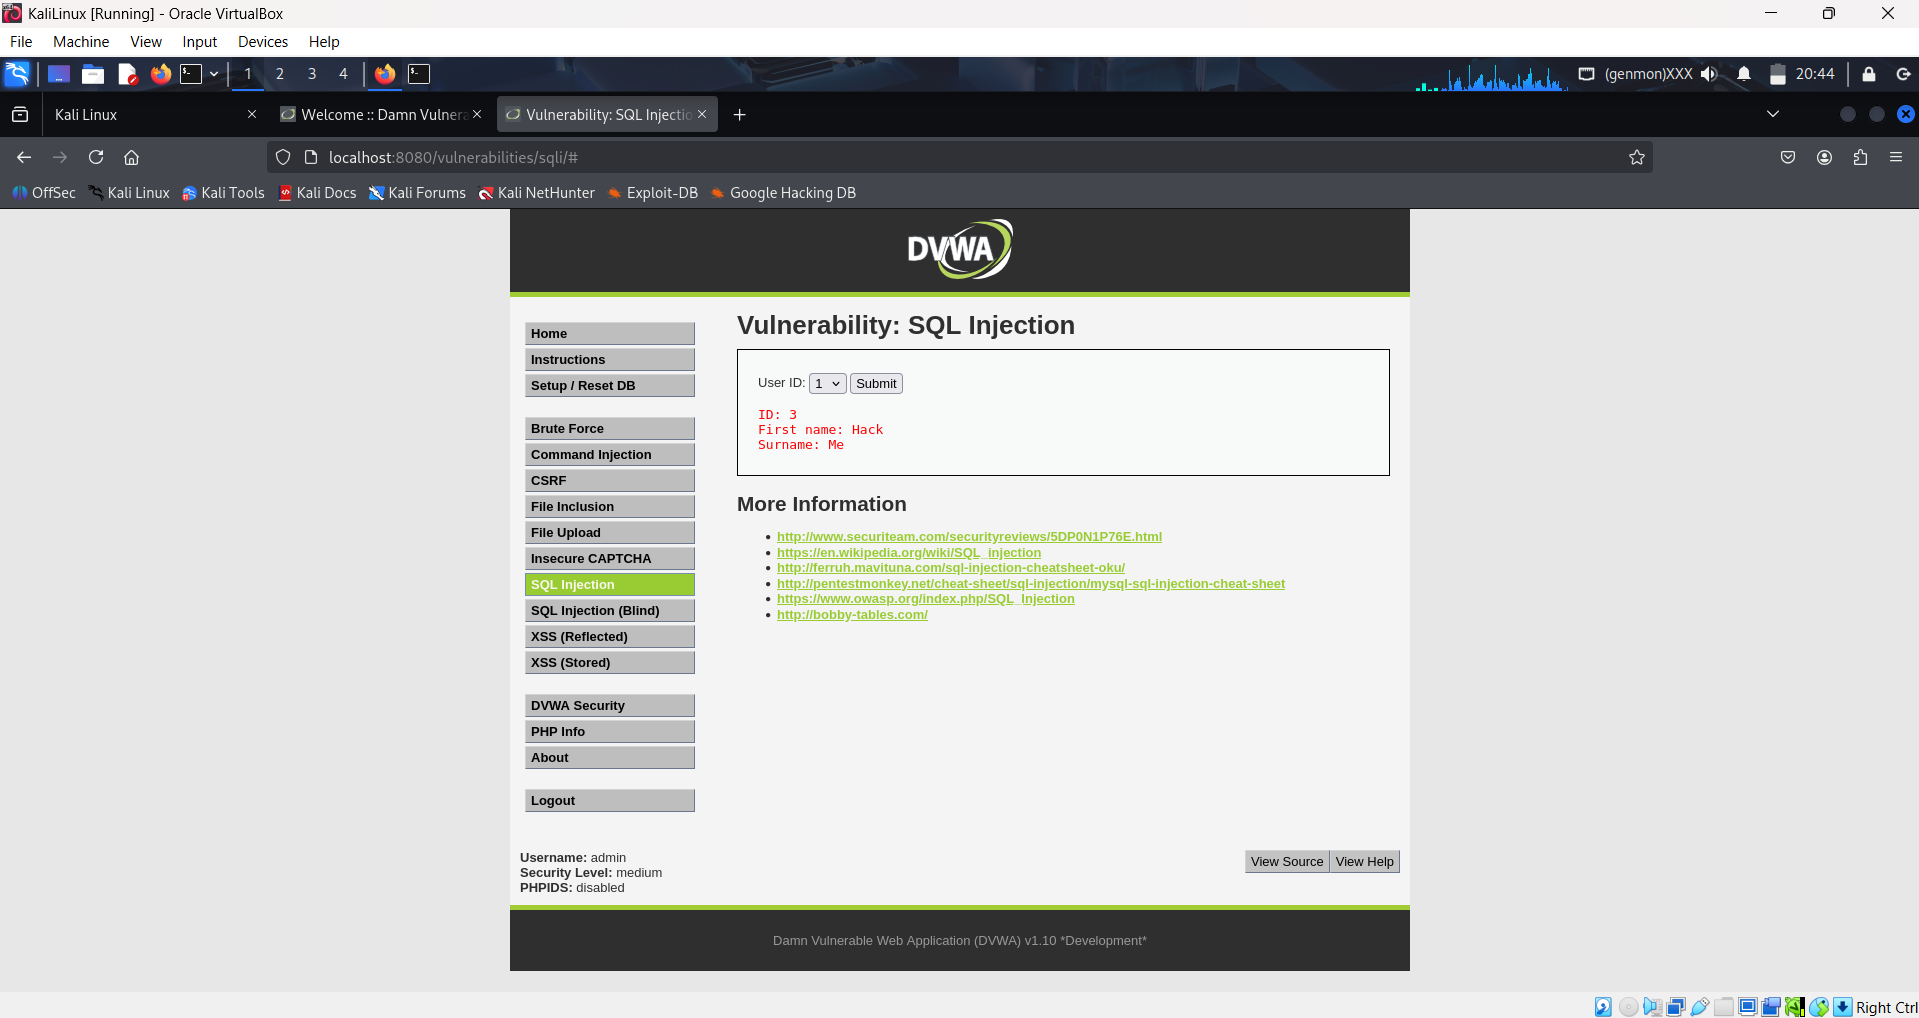 KaliLinux [Running] - Oracle VirtualBox
File Machine View Input Devices Help
1 2 3 4 (genmon)XXX 20:44
Kali Linux Welcome :: Damn Vulnera Vulnerability: SQL Injectio
localhost:8080/vulnerabilities/sqli/#
OffSec Kali Linux Kali Tools Kali Docs Kali Forums Kali NetHunter Exploit-DB Google Hacking DB
DVWA
Home
Instructions
Setup / Reset DB
Brute Force
Command Injection
CSRF
File Inclusion
File Upload
Insecure CAPTCHA
SQL Injection
SQL Injection (Blind)
XSS (Reflected)
XSS (Stored)
DVWA Security
PHP Info
About
Logout
Vulnerability: SQL Injection
User ID: 1 Submit
ID: 3
First name: Hack
Surname: Me
More Information
http://www.securiteam.com/securityreviews/5DP0N1P76E.html
https://en.wikipedia.org/wiki/SQL_injection
http://ferruh.mavituna.com/sql-injection-cheatsheet-oku/
http://pentestmonkey.net/cheat-sheet/sql-injection/mysql-sql-injection-cheat-sheet
https://www.owasp.org/index.php/SQL_Injection
http://bobby-tables.com/
Username: admin
Security Level: medium
PHPIDS: disabled
View Source View Help
Damn Vulnerable Web Application (DVWA) v1.10 *Development*
Right Ctrl